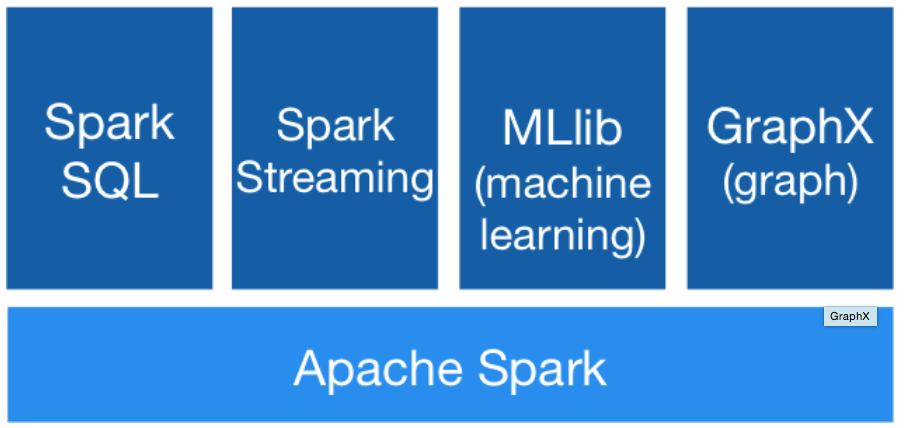 Spark
SQL
Spark
Streaming
MLlib
(machine
learning)
GraphX
(graph)
GraphX
Apache Spark